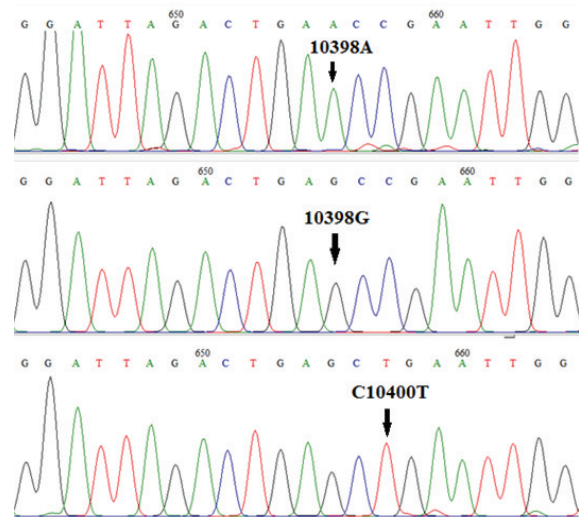 650 660
G G A T T A G A C T G A A C C G A A T T G G
10398A
650 660
G G A T T A G A C T G A G C C G A A T T G G
10398G
650 660
G G A T T A G A C T G A G C T G A A T T G G
C10400T